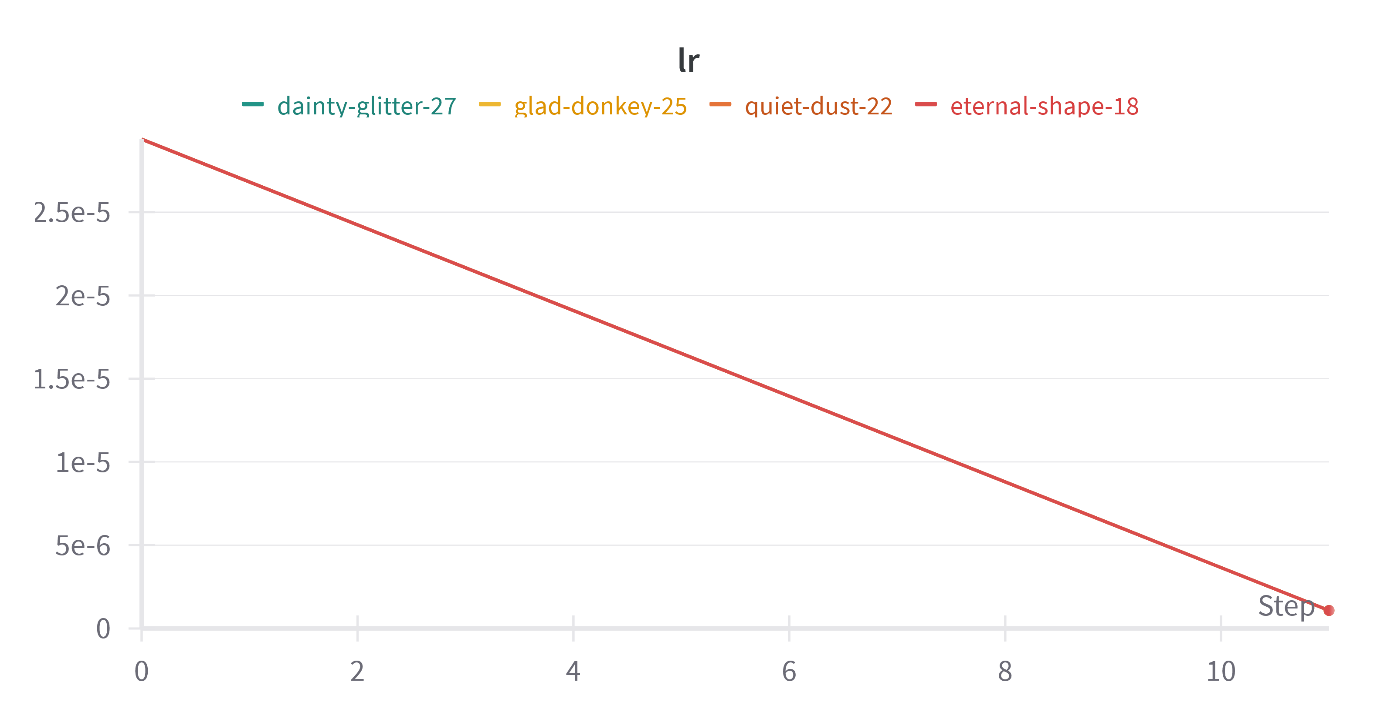 lr
dainty-glitter-27 glad-donkey-25 quiet-dust-22 eternal-shape-18
2.5e-5
2e-5
1.5e-5
1e-5
5e-6
0
Step
0 2 4 6 8 10